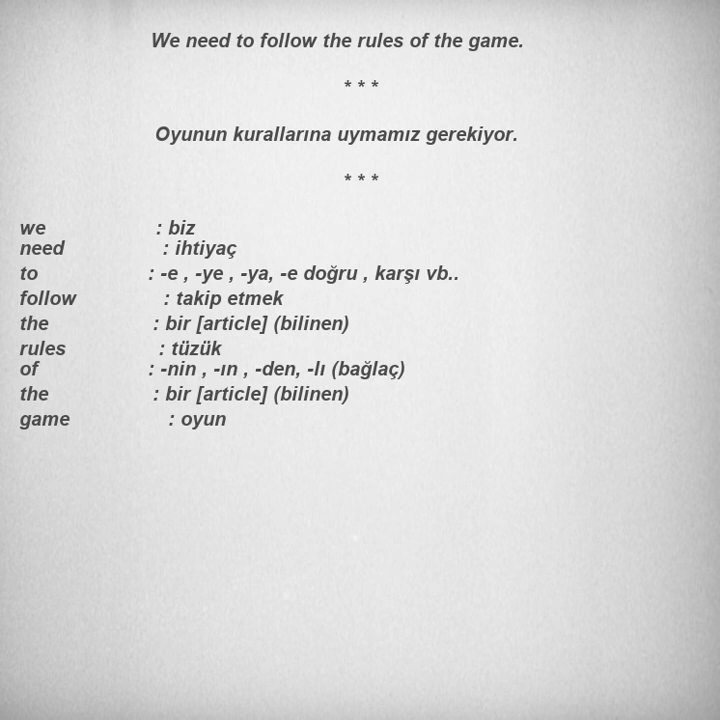 We need to follow the rules of the game.
* * *
Oyunun kurallarına uymamız gerekiyor.
* * *
we : biz
need : ihtiyaç
to : -e , -ye , -ya, -e doğru , karşı vb..
follow : takip etmek
the : bir [article] (bilinen)
rules : tüzük
of : -nin , -ın , -den, -lı (bağlaç)
the : bir [article] (bilinen)
game : oyun